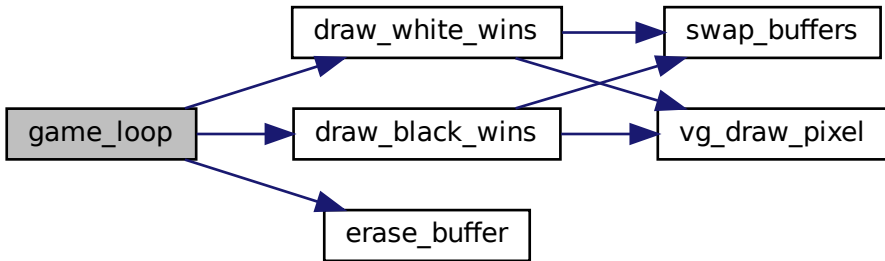 draw_white_wins
swap_buffers
game_loop
draw_black_wins
vg_draw_pixel
erase_buffer